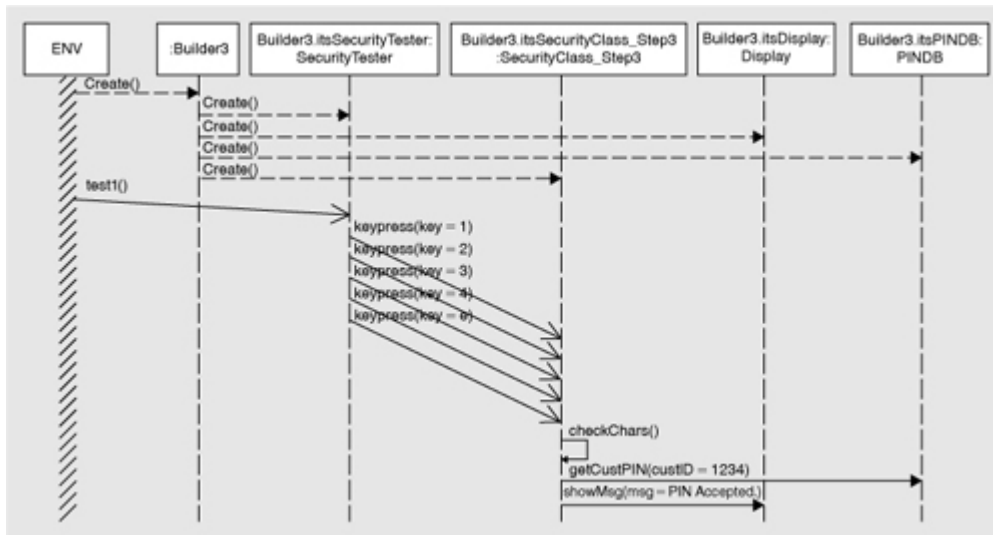 ENV
:Builder3
Builder3.itsSecurityTester:
SecurityTester
Builder3.itsSecurityClass_Step3
:SecurityClass_Step3
Builder3.itsDisplay:
Display
Builder3.itsPINDB:
PINDB
Create()
Create()
Create()
Create()
Create()
test1()
keypress(key = 1)
keypress(key = 2)
keypress(key = 3)
keypress(key = 4)
keypress(key = e)
checkChars()
getCustPIN(custID = 1234)
showMsg(msg = PIN Accepted.)